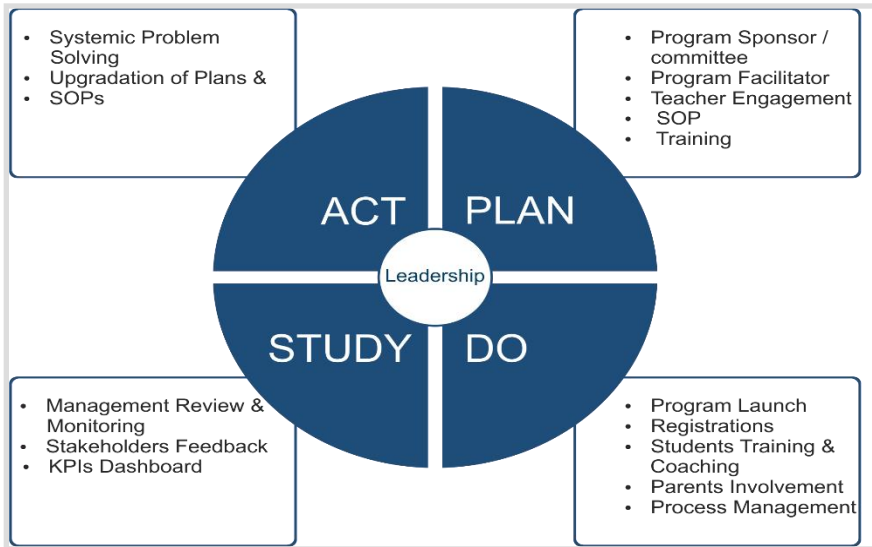 • Systemic Problem
Solving
• Upgradation of Plans &
• SOPs
• Program Sponsor /
committee
• Program Facilitator
• Teacher Engagement
• SOP
• Training
ACT
PLAN
Leadership
STUDY
DO
• Management Review &
Monitoring
• Stakeholders Feedback
• KPIs Dashboard
• Program Launch
• Registrations
• Students Training &
Coaching
• Parents Involvement
• Process Management